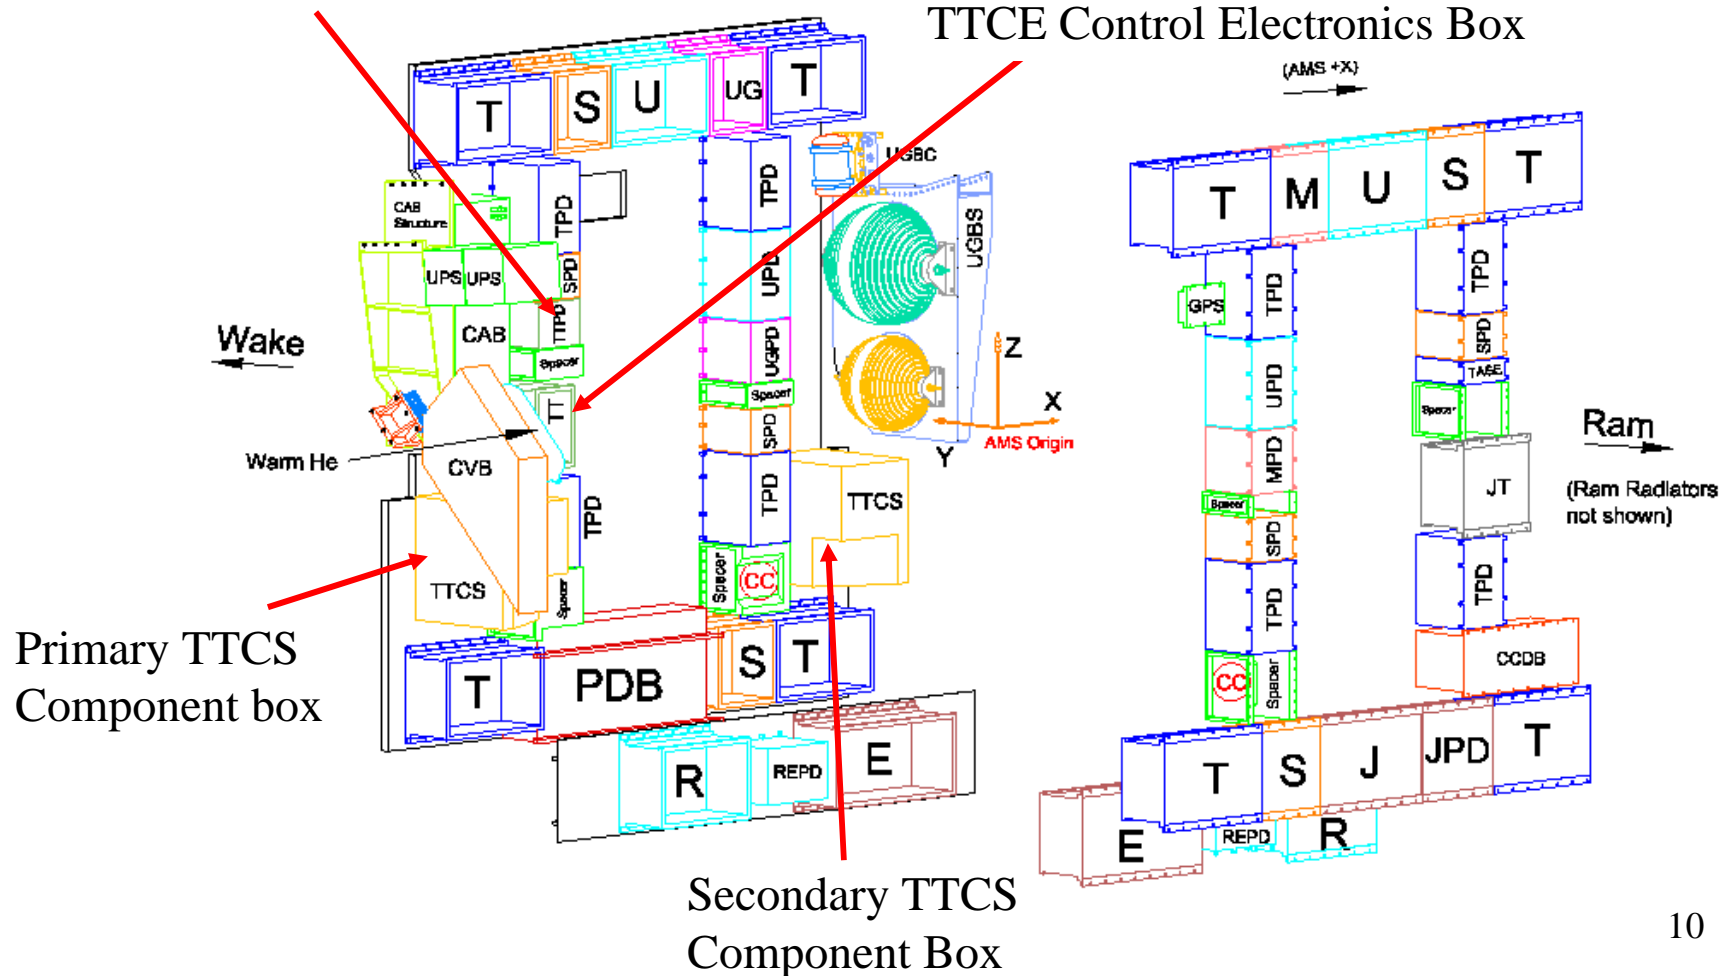 TTCE Control Electronics Box
(AMS +X)
T
S
U
UG
T
UGBC
TPD
TPD
CAB
Structure
UPS
UPS
SPD
UPD
UGBS
TTPD
CAB
Spacer
UGPD
Spacer
Wake
TT
SPD
Z
X
Y
AMS Origin
Warm He
CVB
TPD
TPD
TTCS
TTCS
Spacer
Spacer
CC
Primary TTCS
Component box
T
PDB
S
T
R
REPD
E
Secondary TTCS
Component Box
T
M
U
S
T
GPS
TPD
TPD
SPD
UPD
TASE
Spacer
Ram
MPD
Spacer
JT
(Ram Radiators
not shown)
SPD
TPD
TPD
CC
Spacer
CCDB
T
S
J
JPD
T
E
REPD
R
10